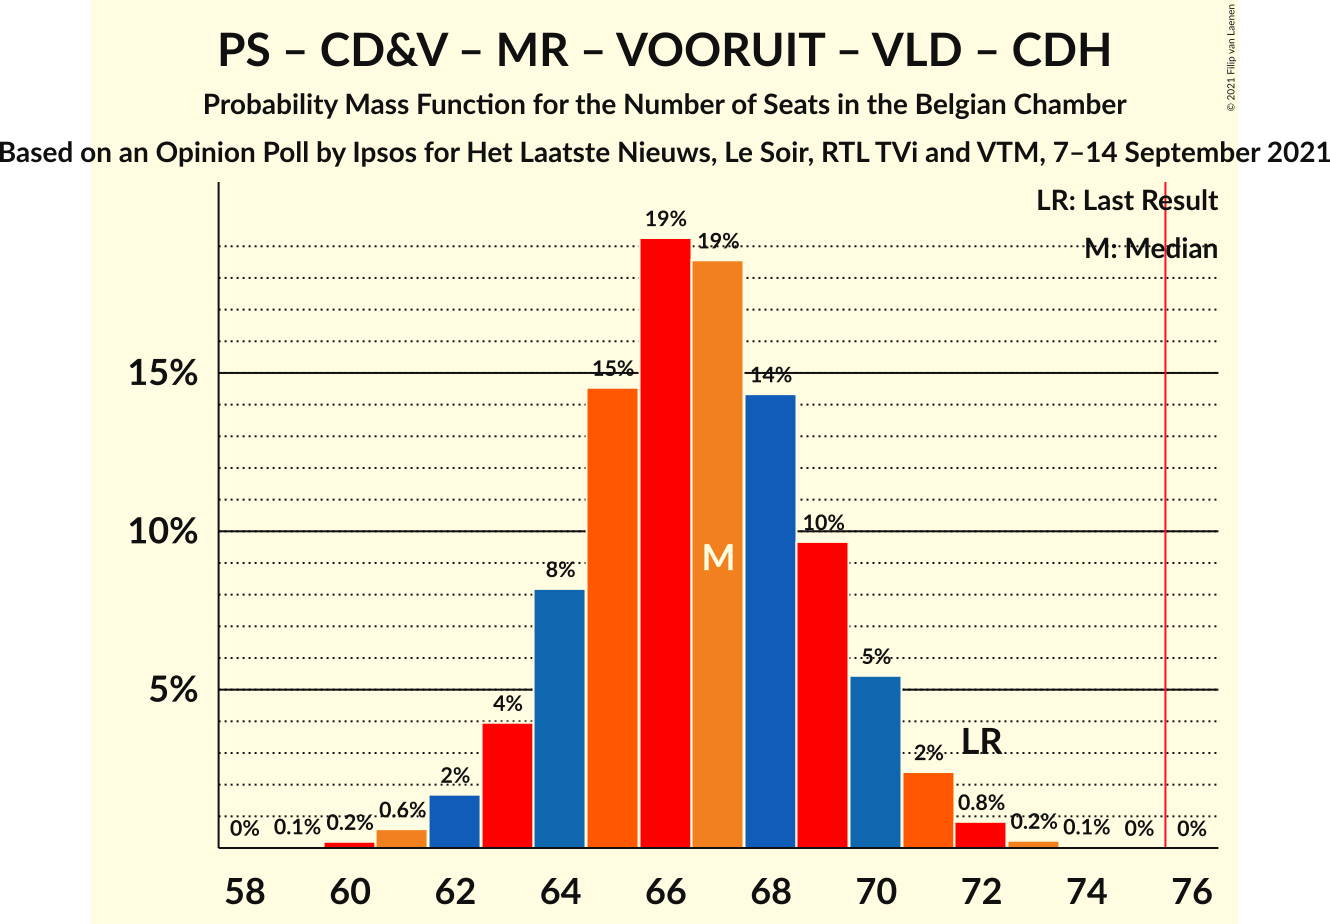 PS – CD&V – MR – VOORUIT – VLD – CDH
© 2021 Filip van Laenen
Probability Mass Function for the Number of Seats in the Belgian Chamber
Based on an Opinion Poll by Ipsos for Het Laatste Nieuws, Le Soir, RTL TVi and VTM, 7–14 September 2021
LR: Last Result
M: Median
19%
19%
15%
15%
14%
10%
10%
M
8%
5%
5%
4%
LR
2%
2%
0%
0.1%
0.2%
0.6%
0.8%
0.2%
0.1%
0%
0%
58 60 62 64 66 68 70 72 74 76